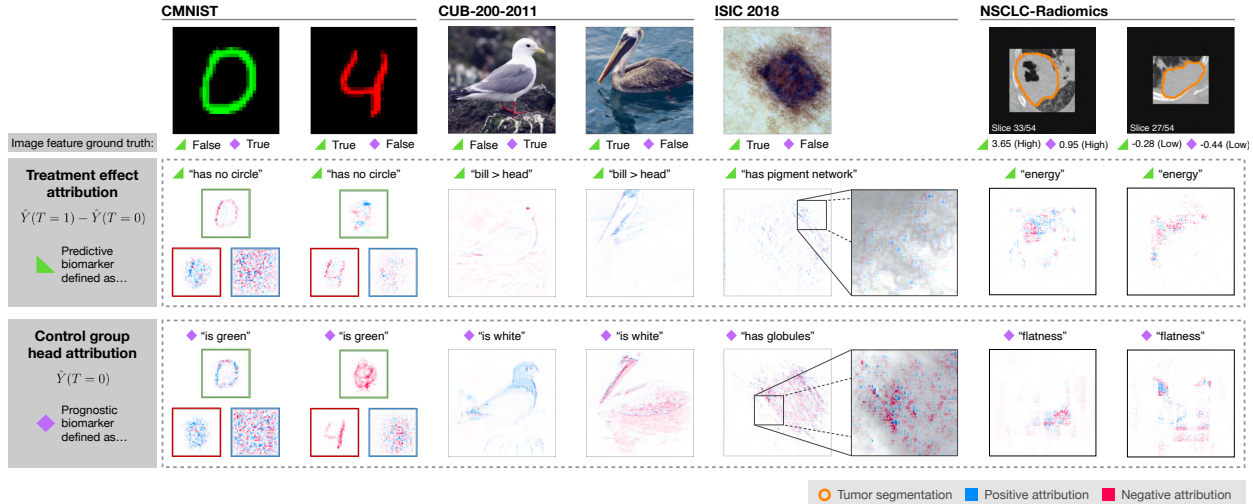 CMNIST
CUB-200-2011
ISIC 2018
NSCLC-Radiomics
Slice 33/54
Slice 27/54
Image feature ground truth:
False True
True False
False True
True False
True False
3.65 (High) 0.95 (High)
-0.28 (Low) -0.44 (Low)
Treatment effect
attribution
Ŷ(T = 1) − Ŷ(T = 0)
Predictive
biomarker
defined as…
“has no circle”
“has no circle”
“bill > head”
“bill > head”
“has pigment network”
“energy”
“energy”
Control group
head attribution
Ŷ(T = 0)
Prognostic
biomarker
defined as…
“is green”
“is green”
“is white”
“is white”
“has globules”
“flatness”
“flatness”
Tumor segmentation
Positive attribution
Negative attribution